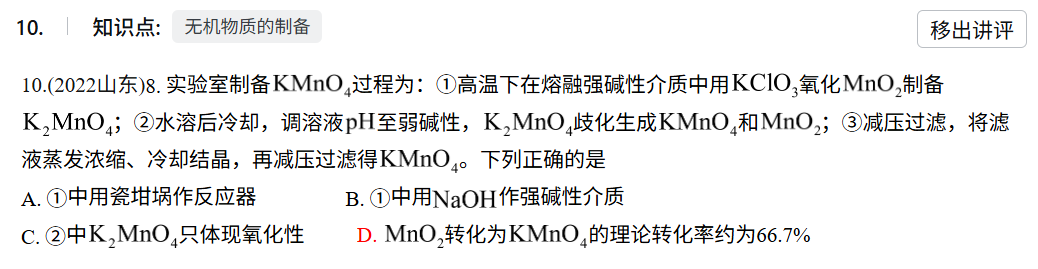 10. 知识点: 无机物质的制备 移出讲评
10.(2022山东)8. 实验室制备KMnO₄过程为：①高温下在熔融强碱性介质中用KClO₃氧化MnO₂制备
K₂MnO₄；②水溶后冷却，调溶液pH至弱碱性，K₂MnO₄歧化生成KMnO₄和MnO₂；③减压过滤，将滤
液蒸发浓缩、冷却结晶，再减压过滤得KMnO₄。下列正确的是
A. ①中用瓷坩埚作反应器 B. ①中用NaOH作强碱性介质
C. ②中K₂MnO₄只体现氧化性 D. MnO₂转化为KMnO₄的理论转化率约为66.7%